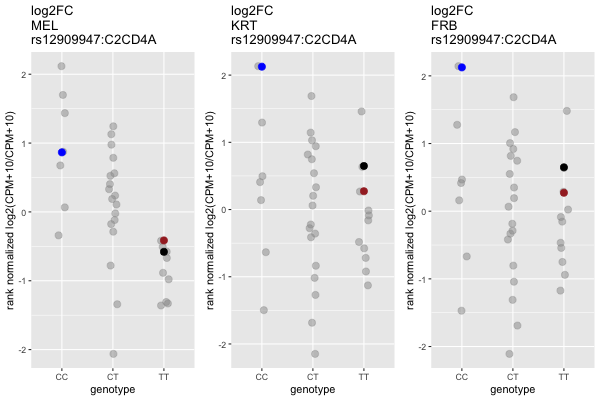 log2FC
MEL
rs12909947:C2CD4A
rank normalized log2(CPM+10/CPM+10)
2
1
0
-1
-2
CC
CT
TT
genotype
log2FC
KRT
rs12909947:C2CD4A
rank normalized log2(CPM+10/CPM+10)
2
1
0
-1
-2
CC
CT
TT
genotype
log2FC
FRB
rs12909947:C2CD4A
rank normalized log2(CPM+10/CPM+10)
2
1
0
-1
-2
CC
CT
TT
genotype